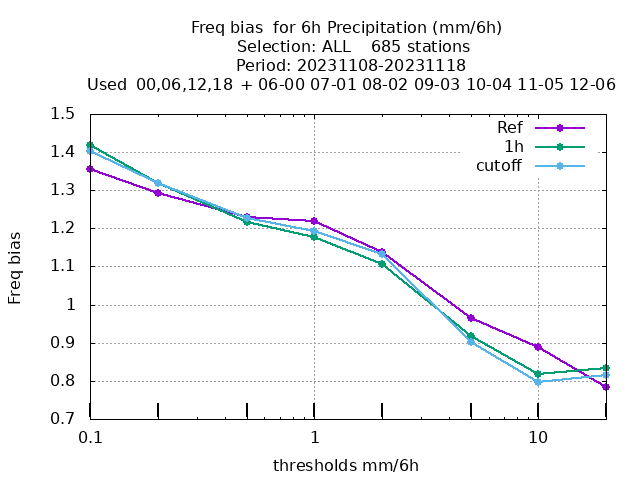 Freq bias  for 6h Precipitation (mm/6h)
Selection: ALL    685 stations
Period: 20231108-20231118
Used  00,06,12,18  + 06-00 07-01 08-02 09-03 10-04 11-05 12-06
1.5
1.4
1.3
1.2
1.1
1
0.9
0.8
0.7
Freq bias
Ref
1h
cutoff
0.1 1 10
thresholds mm/6h